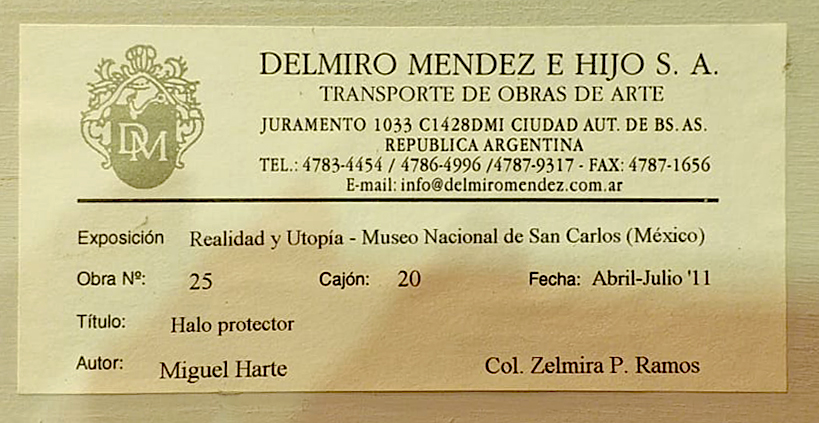 DM
DELMIRO MENDEZ E HIJO S. A.
TRANSPORTE DE OBRAS DE ARTE
JURAMENTO 1033 C1428DMI CIUDAD AUT. DE BS. AS.
REPUBLICA ARGENTINA
TEL.: 4783-4454 / 4786-4996 /4787-9317 - FAX: 4787-1656
E-mail: info@delmiromendez.com.ar
Exposición Realidad y Utopía - Museo Nacional de San Carlos (México)
Obra Nº: 25 Cajón: 20 Fecha: Abril-Julio '11
Título: Halo protector
Autor: Miguel Harte Col. Zelmira P. Ramos